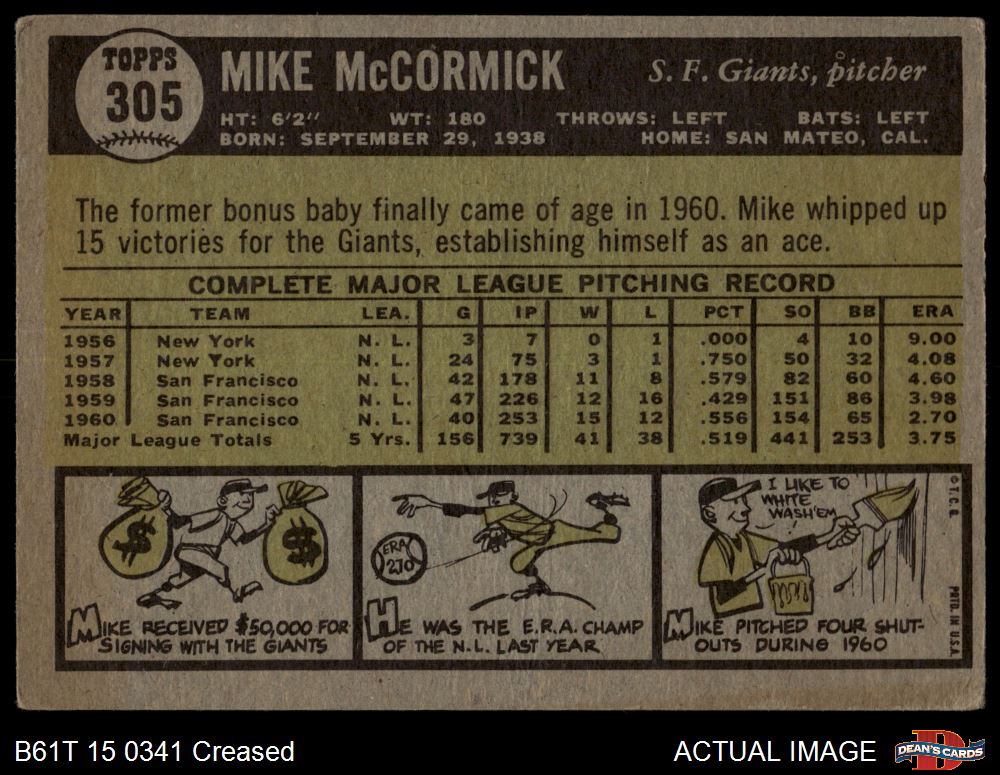 TOPPS
305
MIKE McCORMICK
S. F. Giants, pitcher
HT: 6'2" WT: 180 THROWS: LEFT BATS: LEFT
BORN: SEPTEMBER 29, 1938 HOME: SAN MATEO, CAL.
The former bonus baby finally came of age in 1960. Mike whipped up
15 victories for the Giants, establishing himself as an ace.
COMPLETE MAJOR LEAGUE PITCHING RECORD
YEAR TEAM LEA. G IP W L PCT SO BB ERA
1956 New York N. L. 3 7 0 1 .000 4 10 9.00
1957 New York N. L. 24 75 3 1 .750 50 32 4.08
1958 San Francisco N. L. 42 178 11 8 .579 82 60 4.60
1959 San Francisco N. L. 47 226 12 16 .429 151 86 3.98
1960 San Francisco N. L. 40 253 15 12 .556 154 65 2.70
Major League Totals 5 Yrs. 156 739 41 38 .519 441 253 3.75
$ $
MIKE RECEIVED $50,000 FOR
SIGNING WITH THE GIANTS
ERA
2.70
HE WAS THE E.R.A. CHAMP
OF THE N.L. LAST YEAR
I LIKE TO
WHITE
WASH'EM
MIKE PITCHED FOUR SHUT-
OUTS DURING 1960
© T. C. G.
PRTD. IN U.S.A.
B61T 15 0341 Creased
ACTUAL IMAGE
DEAN'S CARDS